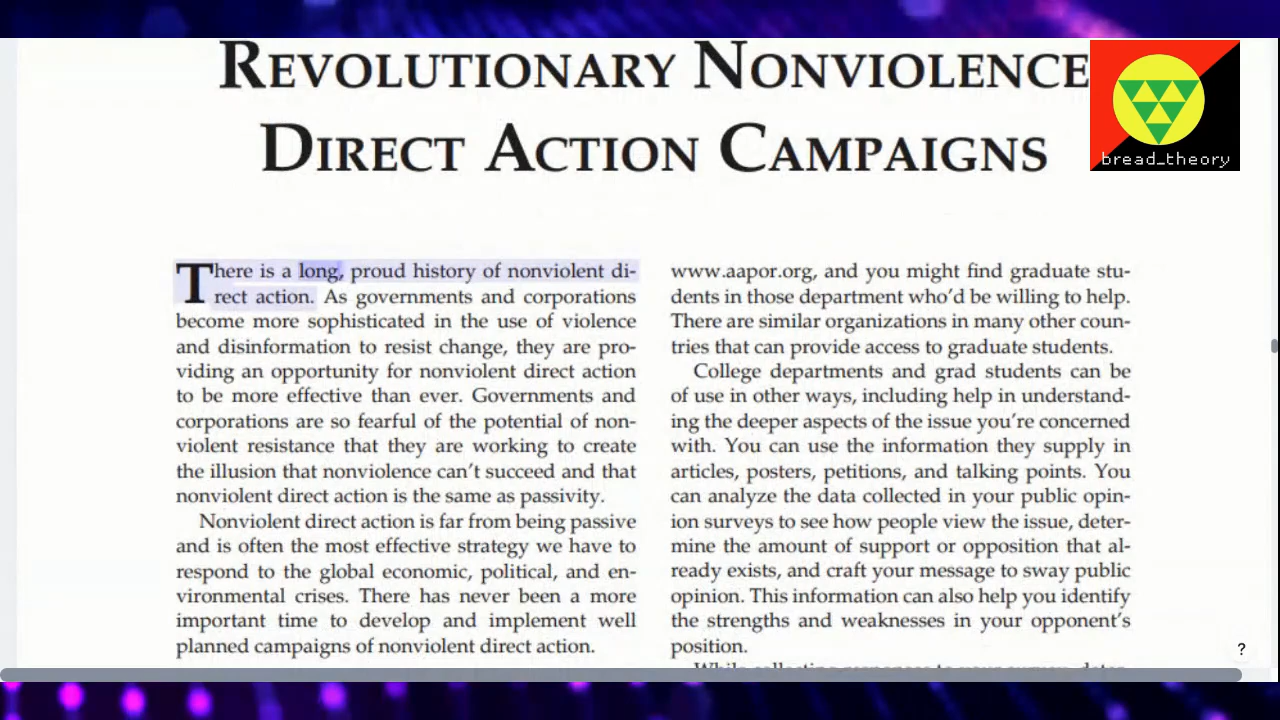 REVOLUTIONARY NONVIOLENCE
DIRECT ACTION CAMPAIGNS
bread_theory
There is a long, proud history of nonviolent di-
rect action. As governments and corporations
become more sophisticated in the use of violence
and disinformation to resist change, they are pro-
viding an opportunity for nonviolent direct action
to be more effective than ever. Governments and
corporations are so fearful of the potential of non-
violent resistance that they are working to create
the illusion that nonviolence can't succeed and that
nonviolent direct action is the same as passivity.
Nonviolent direct action is far from being passive
and is often the most effective strategy we have to
respond to the global economic, political, and en-
vironmental crises. There has never been a more
important time to develop and implement well
planned campaigns of nonviolent direct action.
www.aapor.org, and you might find graduate stu-
dents in those department who'd be willing to help.
There are similar organizations in many other coun-
tries that can provide access to graduate students.
College departments and grad students can be
of use in other ways, including help in understand-
ing the deeper aspects of the issue you're concerned
with. You can use the information they supply in
articles, posters, petitions, and talking points. You
can analyze the data collected in your public opin-
ion surveys to see how people view the issue, deter-
mine the amount of support or opposition that al-
ready exists, and craft your message to sway public
opinion. This information can also help you identify
the strengths and weaknesses in your opponent's
position.
?